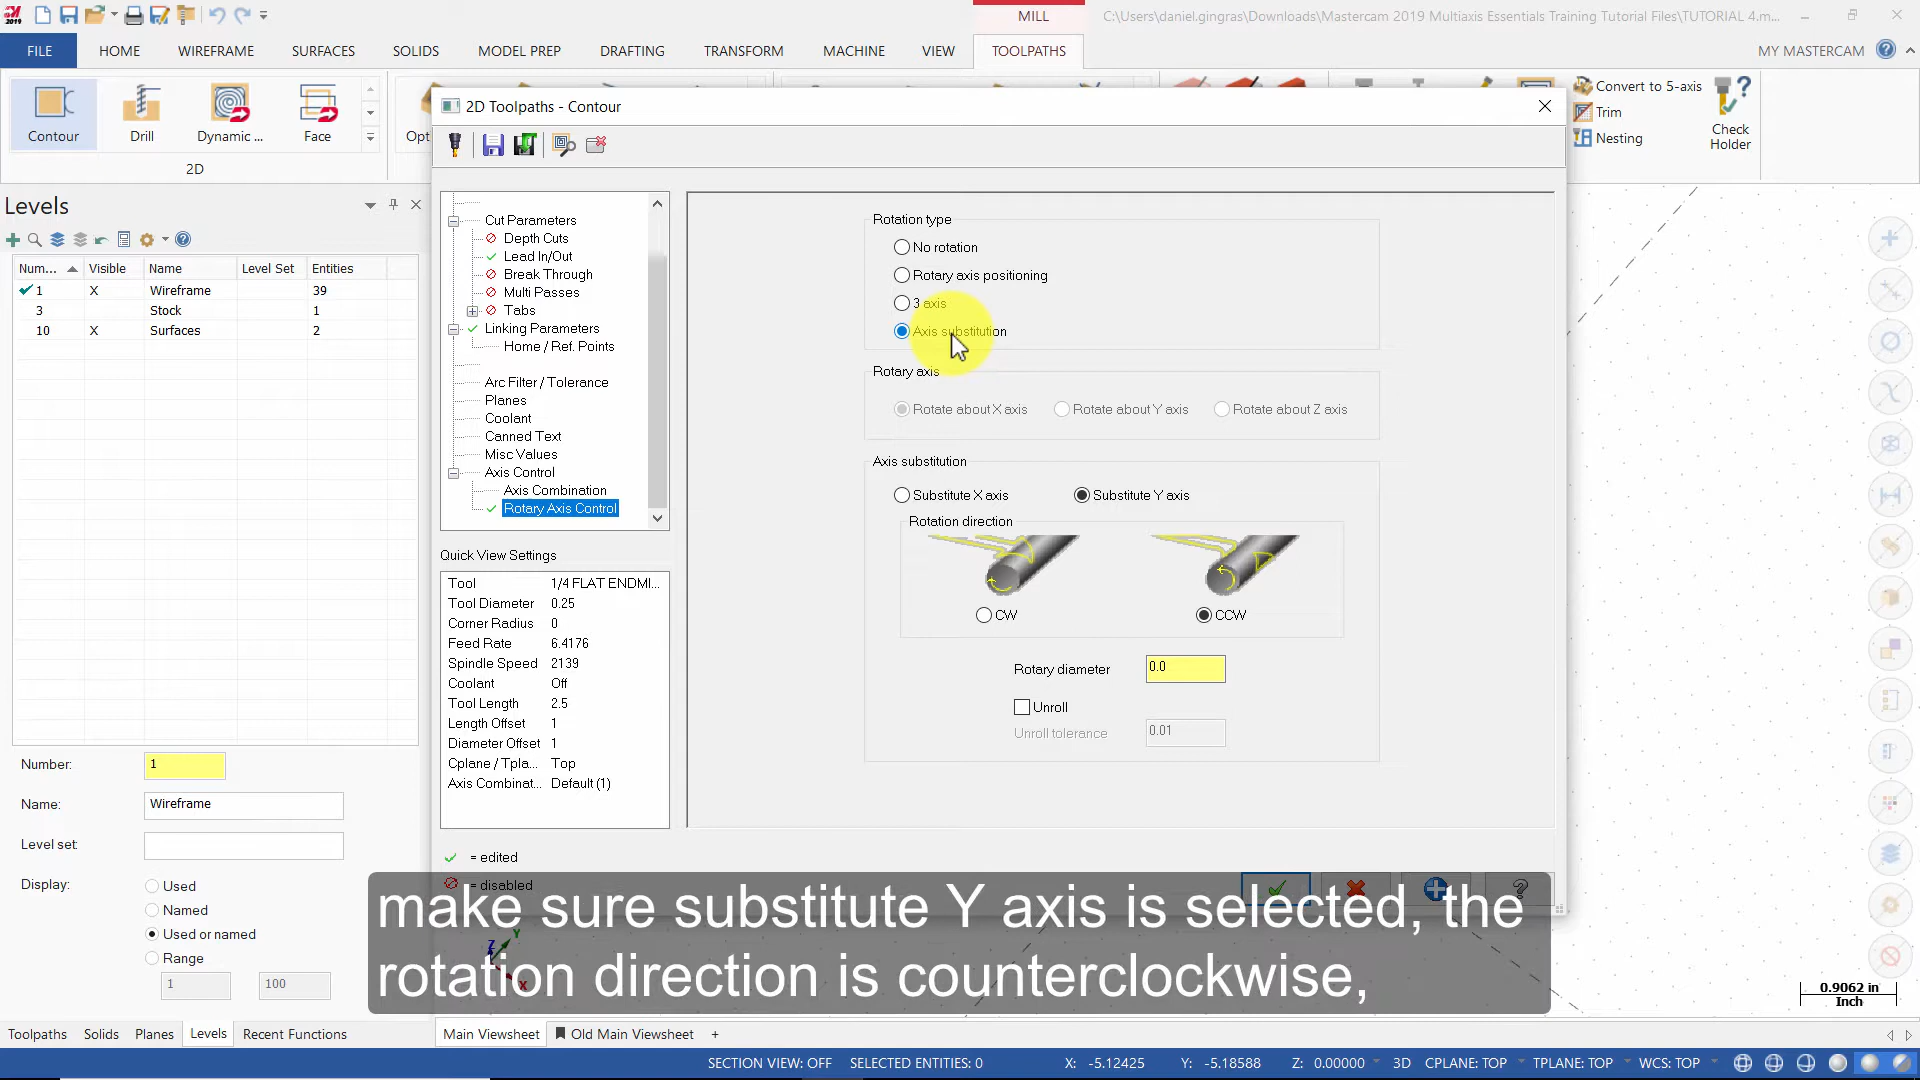 2019
MILL
C:\Users\daniel.gingras\Downloads\Mastercam 2019 Multiaxis Essentials Training Tutorial Files\TUTORIAL 4.m...
FILE HOME WIREFRAME SURFACES SOLIDS MODEL PREP DRAFTING TRANSFORM MACHINE VIEW TOOLPATHS MY MASTERCAM
Contour Drill Dynamic ... Face
2D
Convert to 5-axis
Trim
Nesting
Check
Holder
2D Toolpaths - Contour
Levels
Num... Visible Name Level Set Entities
1 X Wireframe 39
3 Stock 1
10 X Surfaces 2
Number: 1
Name: Wireframe
Level set:
Display: Used
Named
Used or named
Range
1 100
Cut Parameters
Depth Cuts
Lead In/Out
Break Through
Multi Passes
Tabs
Linking Parameters
Home / Ref. Points
Arc Filter / Tolerance
Planes
Coolant
Canned Text
Misc Values
Axis Control
Axis Combination
Rotary Axis Control
Quick View Settings
Tool 1/4 FLAT ENDMI...
Tool Diameter 0.25
Corner Radius 0
Feed Rate 6.4176
Spindle Speed 2139
Coolant Off
Tool Length 2.5
Length Offset 1
Diameter Offset 1
Cplane / Tpla... Top
Axis Combinat... Default (1)
= edited
= disabled
Rotation type
No rotation
Rotary axis positioning
3 axis
Axis substitution
Rotary axis
Rotate about X axis Rotate about Y axis Rotate about Z axis
Axis substitution
Substitute X axis Substitute Y axis
Rotation direction
CW CCW
Rotary diameter 0.0
Unroll
Unroll tolerance 0.01
make sure substitute Y axis is selected, the
rotation direction is counterclockwise,
Z Y X
0.9062 in
Inch
Toolpaths Solids Planes Levels Recent Functions Main Viewsheet Old Main Viewsheet +
SECTION VIEW: OFF SELECTED ENTITIES: 0 X: -5.12425 Y: -5.18588 Z: 0.00000 3D CPLANE: TOP TPLANE: TOP WCS: TOP